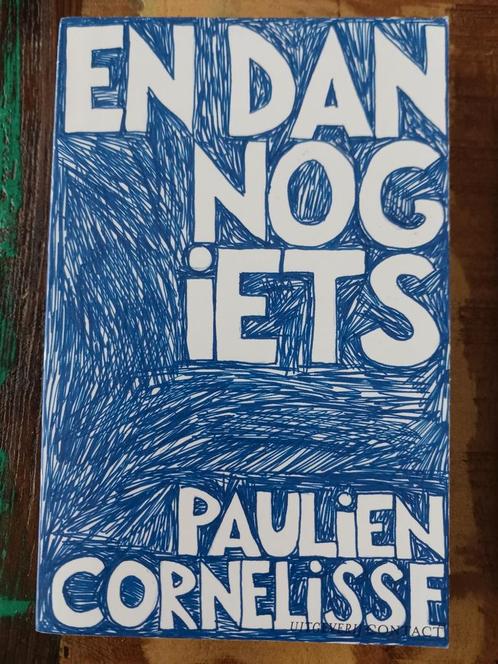 EN DAN
NOG
iETS
PAULiEN
CORNELiSSE
UITGEVERIJ CONTACT